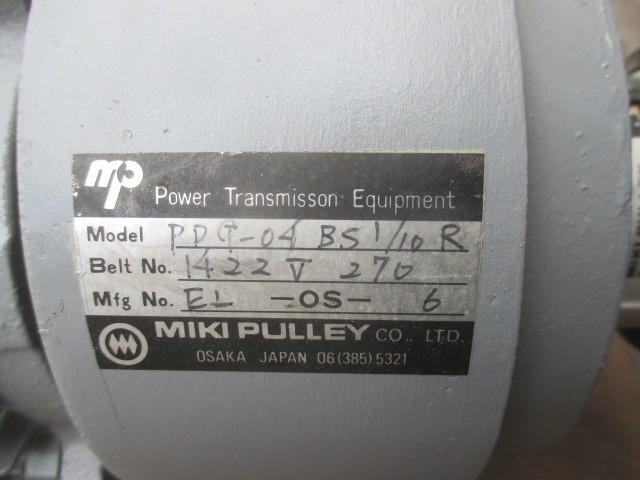 mp Power Transmisson Equipment
Model PDG-04 BS 1/10 R
Belt No. 1422 V 270
Mfg No. EL -OS- 6
MIKI PULLEY CO., LTD.
OSAKA JAPAN 06(385)5321